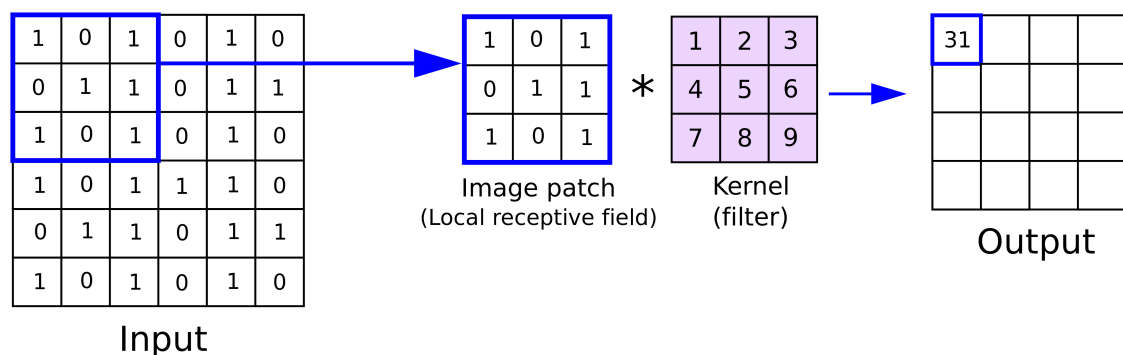 1 0 1 0 1 0
0 1 1 0 1 1
1 0 1 0 1 0
1 0 1 1 1 0
0 1 1 0 1 1
1 0 1 0 1 0
Input
1 0 1
0 1 1
1 0 1
Image patch
(Local receptive field)
*
1 2 3
4 5 6
7 8 9
Kernel
(filter)
31
Output